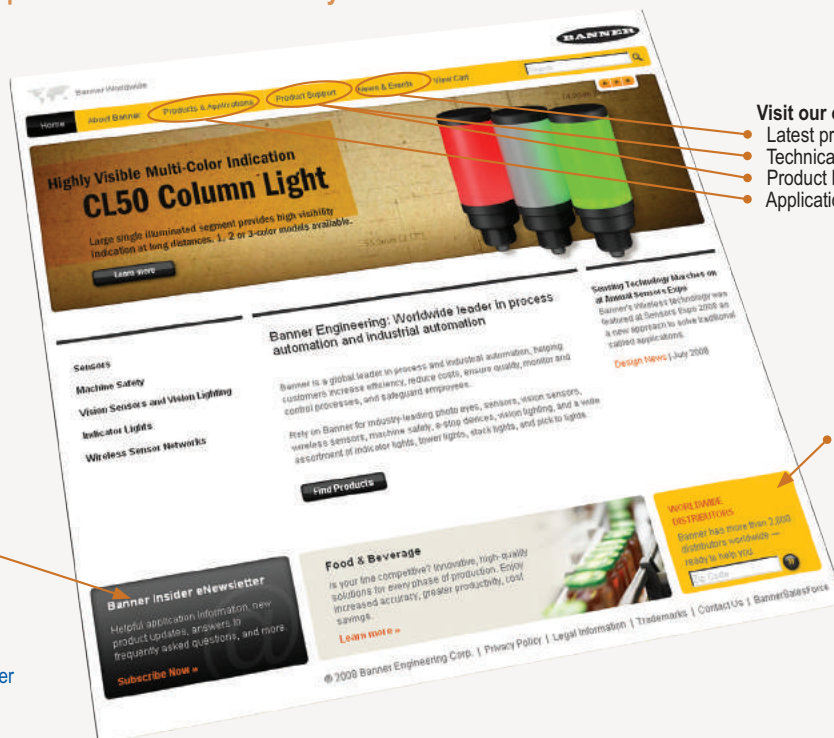 BANNER
Banner Worldwide
Search
Home About Banner Products & Applications Product Support News & Events View Cart
Highly Visible Multi-Color Indication
CL50 Column Light
Large single illuminated segment provides high visibility
indication at long distances. 1, 2 or 3-color models available.
Learn more
Visit our
Latest
Technica
Product
Applicatio
Sensors
Machine Safety
Vision Sensors and Vision Lighting
Indicator Lights
Wireless Sensor Networks
Banner Engineering: Worldwide leader in process
automation and industrial automation
Banner is a global leader in process and industrial automation, helping
customers increase efficiency, reduce costs, ensure quality, monitor and
control processes, and safeguard employees.
Rely on Banner for industry-leading photo eyes, sensors, vision sensors,
wireless sensors, machine safety, e-stop devices, vision lighting, and a wide
assortment of indicator lights, tower lights, stack lights, and pick to lights.
Find Products
Sensing Technology Marches on
at Annual Sensors Expo
Banner's Wireless technology was
featured at Sensors Expo 2008 as
a new approach to solve traditional
cabled applications.
Design News | July 2008
Banner Insider eNewsletter
Helpful application information, new
product updates, answers to
frequently asked questions, and more.
Subscribe Now »
Food & Beverage
Is your line competitive? Innovative, high-quality
solutions for every phase of production. Enjoy
increased accuracy, greater productivity, cost
savings.
Learn more »
WORLDWIDE
DISTRIBUTORS
Banner has more than 2,000
distributors worldwide —
ready to help you
Zip Code
© 2008 Banner Engineering Corp. | Privacy Policy | Legal Information | Trademarks | Contact Us | BannerSalesForce
er